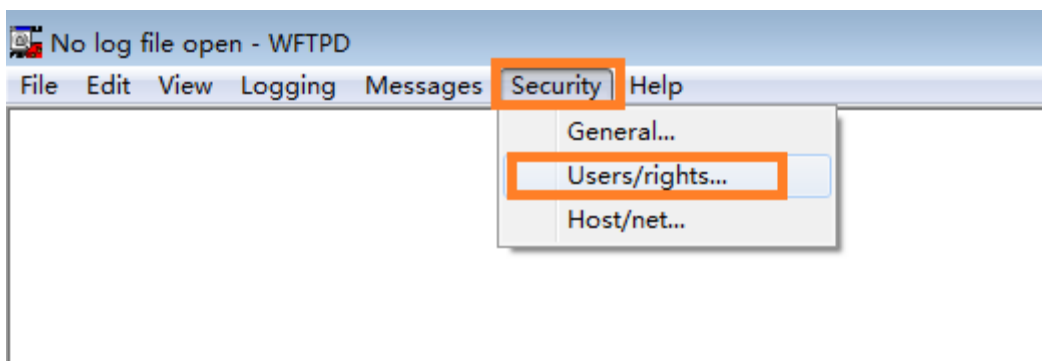 No log file open - WFTPD
File Edit View Logging Messages Security Help
General...
Users/rights...
Host/net...